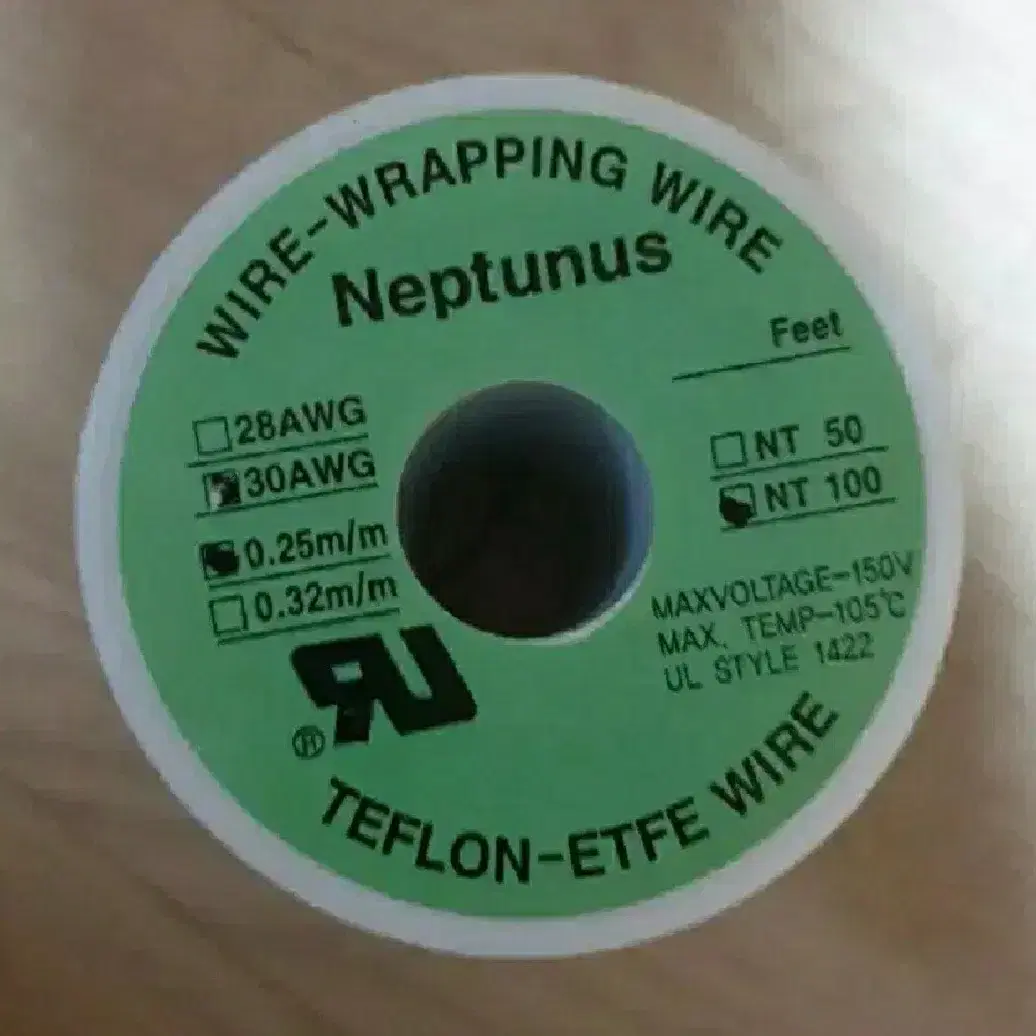 WIRE-WRAPPING WIRE
Neptunus
Feet
28AWG
30AWG
0.25m/m
0.32m/m
NT 50
NT 100
MAXVOLTAGE-150V
MAX. TEMP-105℃
UL STYLE 1422
UR
®
TEFLON-ETFE WIRE